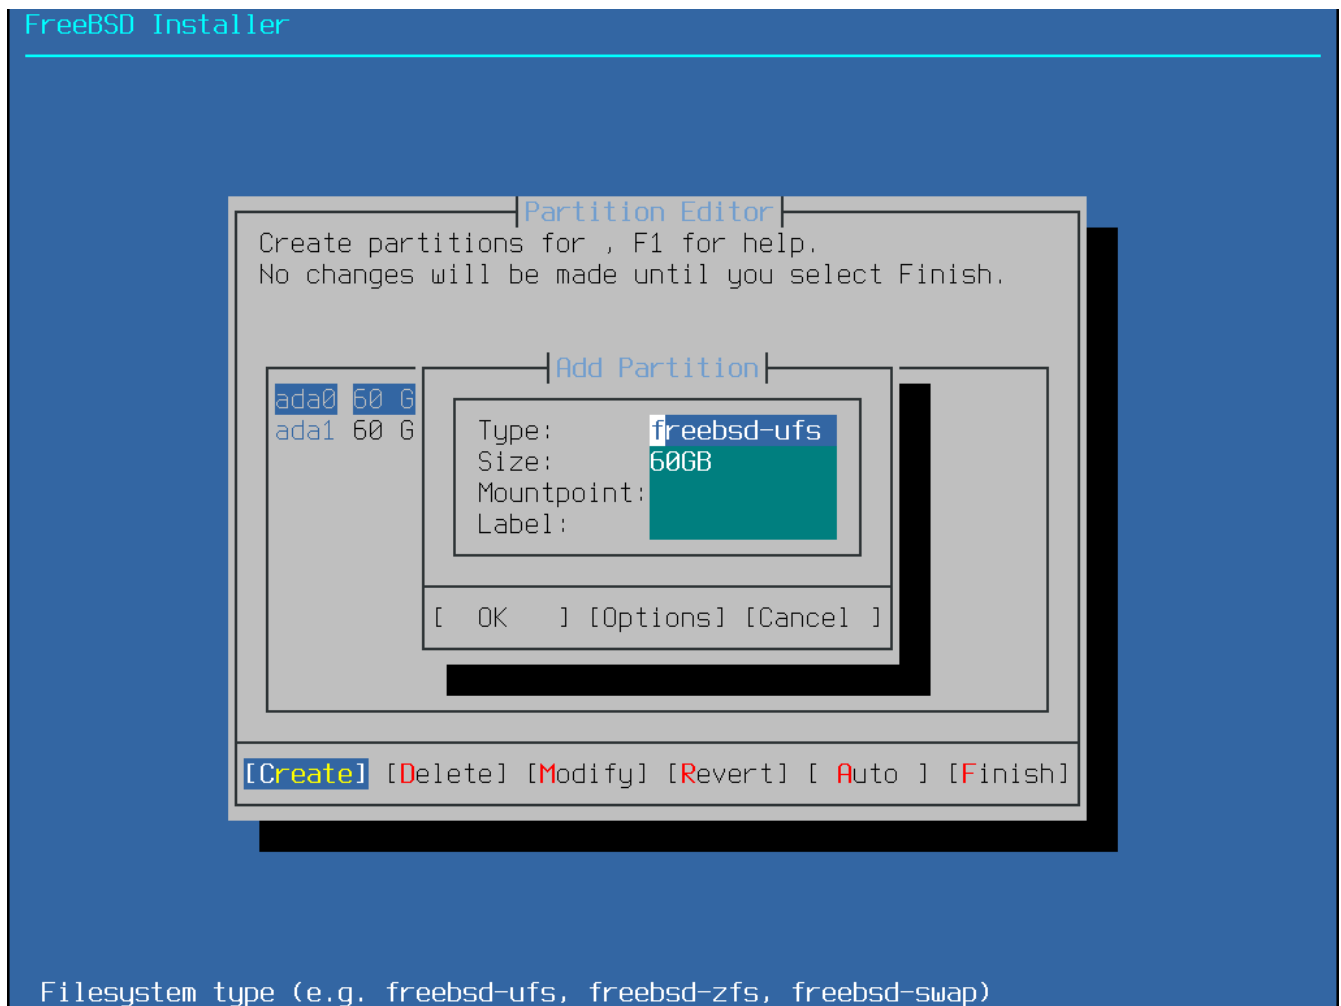 FreeBSD Installer
Partition Editor
Create partitions for , F1 for help.
No changes will be made until you select Finish.
Add Partition
ada0 60 G
ada1 60 G
Type: freebsd-ufs
Size: 60GB
Mountpoint:
Label:
[ OK ] [Options] [Cancel ]
[Create] [Delete] [Modify] [Revert] [ Auto ] [Finish]
Filesystem type (e.g. freebsd-ufs, freebsd-zfs, freebsd-swap)